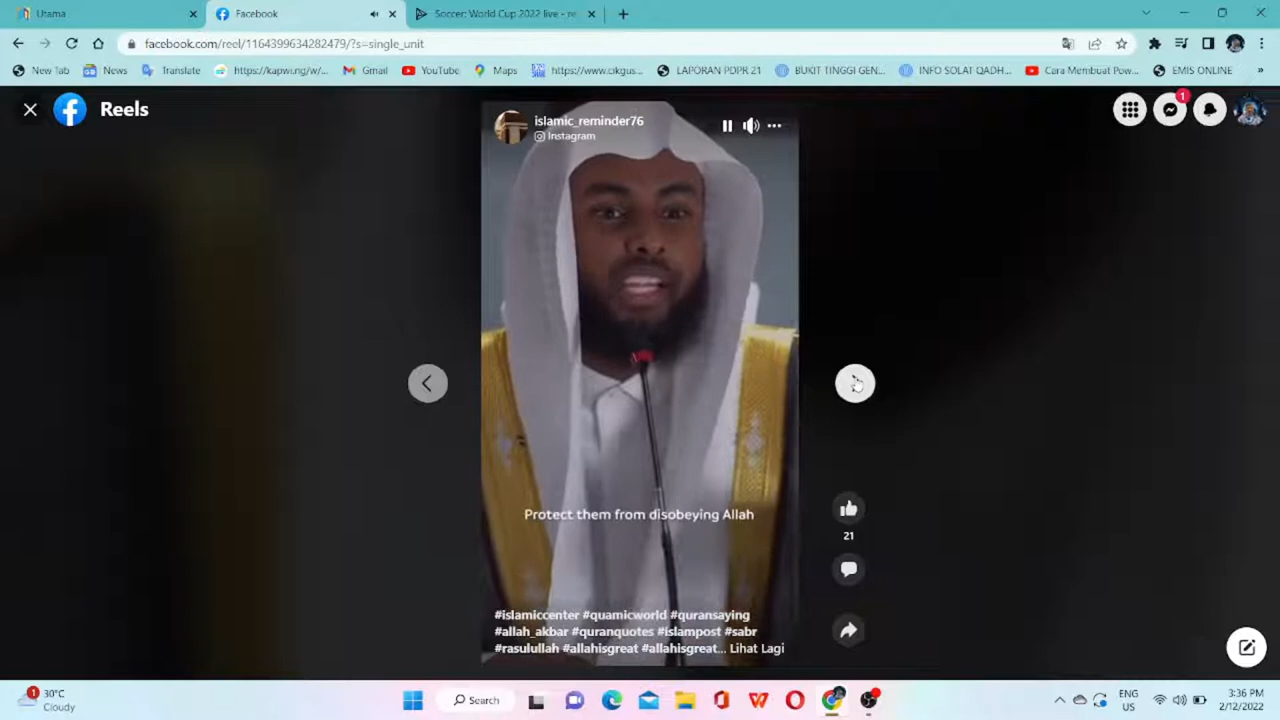 Utama
Facebook
Soccer: World Cup 2022 live - re
facebook.com/reel/1164399634282479/?s=single_unit
New Tab
News
Translate
https://kapwi.ng/w/...
Gmail
YouTube
Maps
https://www.cikgus...
LAPORAN PDPR 21
BUKIT TINGGI GEN...
INFO SOLAT QADH...
Cara Membuat Pow...
EMIS ONLINE
»
Reels
1
islamic_reminder76
Instagram
Protect them from disobeying Allah
21
#islamiccenter #quamicworld #quransaying
#allah_akbar #quranquotes #islampost #sabr
#rasulullah #allahisgreat #allahisgreat... Lihat Lagi
1
30°C
Cloudy
Search
ENG
US
3:36 PM
2/12/2022